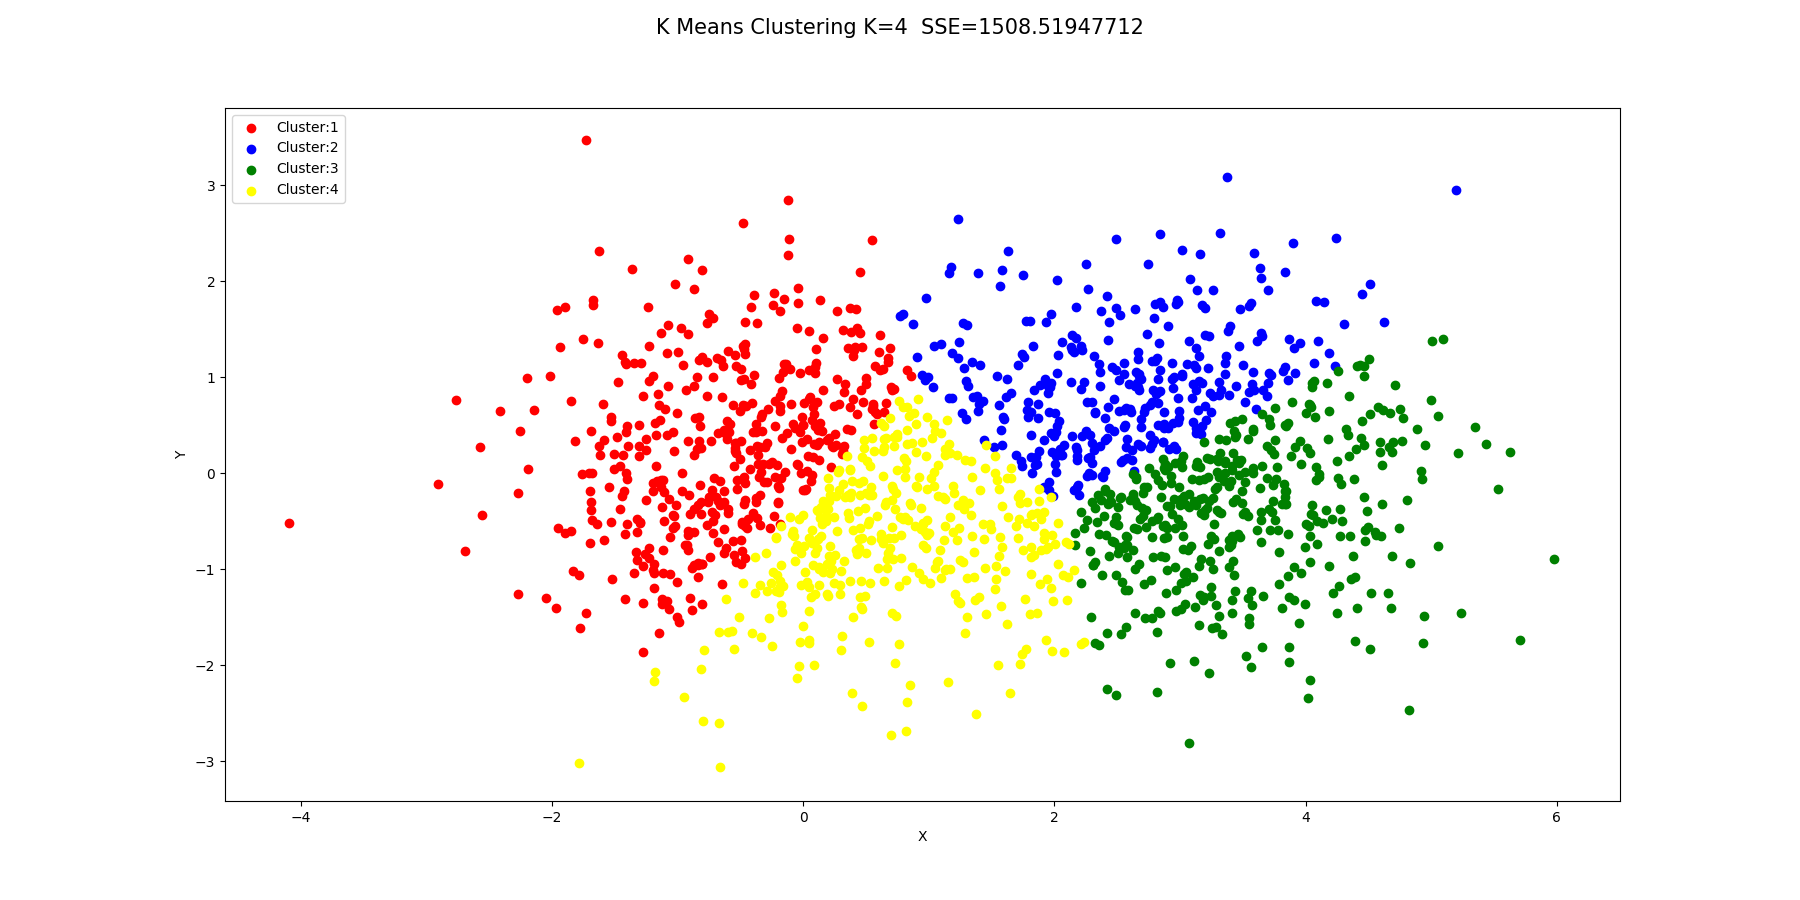 K Means Clustering K=4  SSE=1508.51947712
Cluster:1
Cluster:2
Cluster:3
Cluster:4
3
2
1
0
−1
−2
−3
Y
−4 −2 0 2 4 6
X